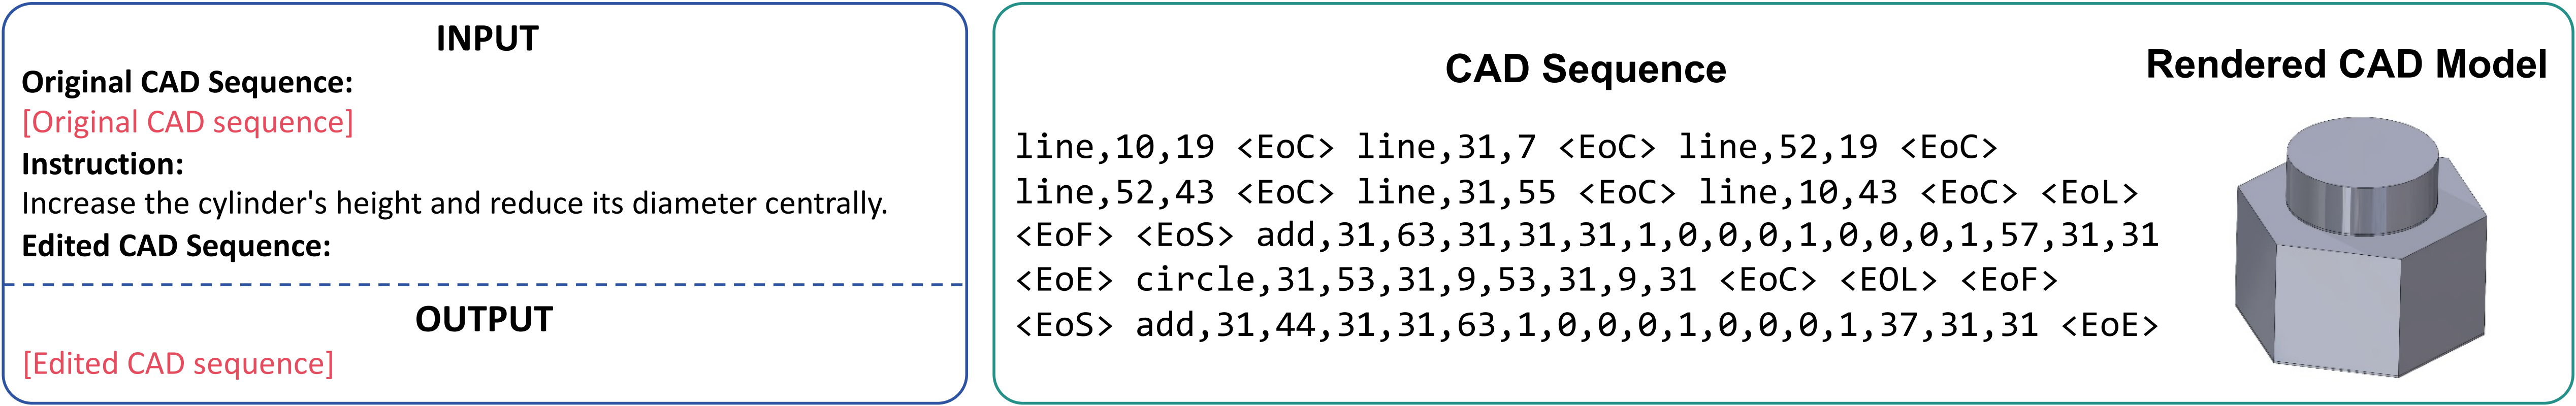 INPUT
Original CAD Sequence:
[Original CAD sequence]
Instruction:
Increase the cylinder's height and reduce its diameter centrally.
Edited CAD Sequence:
OUTPUT
[Edited CAD sequence]
CAD Sequence
line,10,19 <EoC> line,31,7 <EoC> line,52,19 <EoC>
line,52,43 <EoC> line,31,55 <EoC> line,10,43 <EoC> <EoL>
<EoF> <EoS> add,31,63,31,31,31,1,0,0,0,1,0,0,0,1,57,31,31
<EoE> circle,31,53,31,9,53,31,9,31 <EoC> <EOL> <EoF>
<EoS> add,31,44,31,31,63,1,0,0,0,1,0,0,0,1,37,31,31 <EoE>
Rendered CAD Model